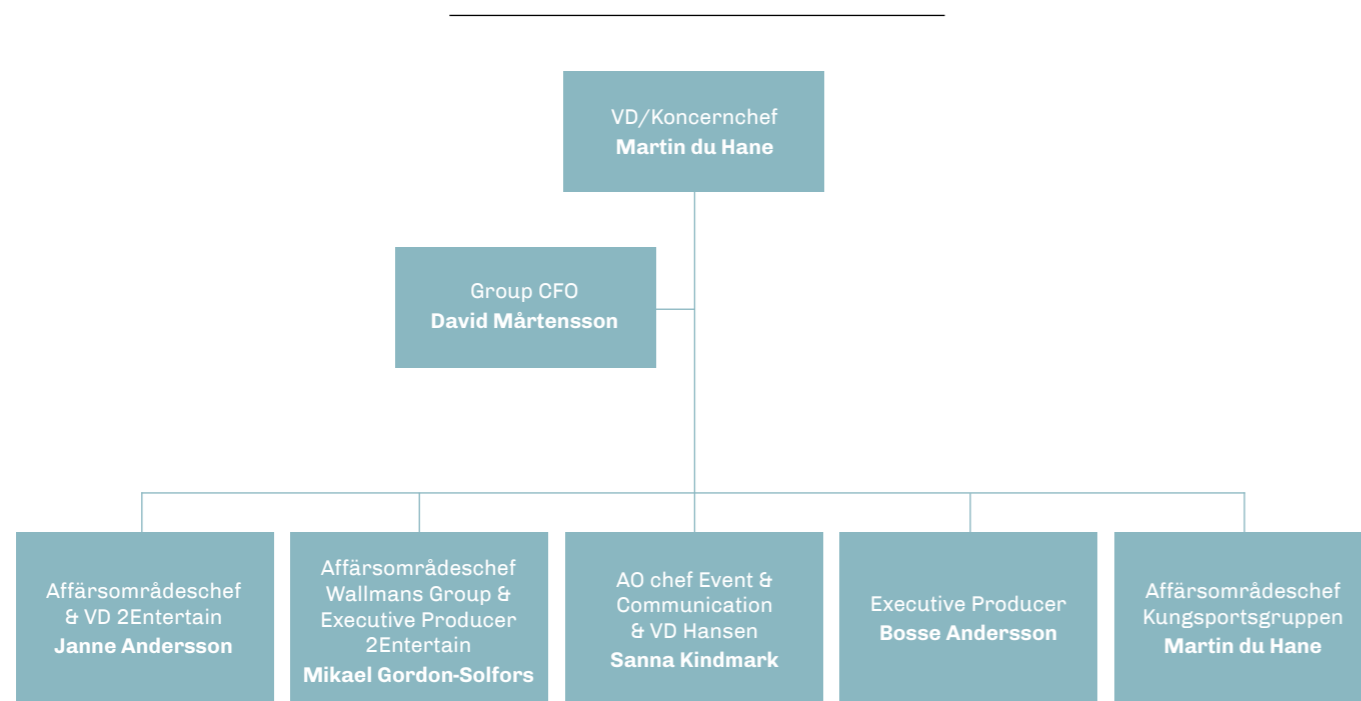 VD/Koncernchef
Martin du Hane
Group CFO
David Mårtensson
Affärsområdeschef
& VD 2Entertain
Janne Andersson
Affärsområdeschef
Wallmans Group &
Executive Producer
2Entertain
Mikael Gordon-Solfors
AO chef Event &
Communication
& VD Hansen
Sanna Kindmark
Executive Producer
Bosse Andersson
Affärsområdeschef
Kungsportsgruppen
Martin du Hane